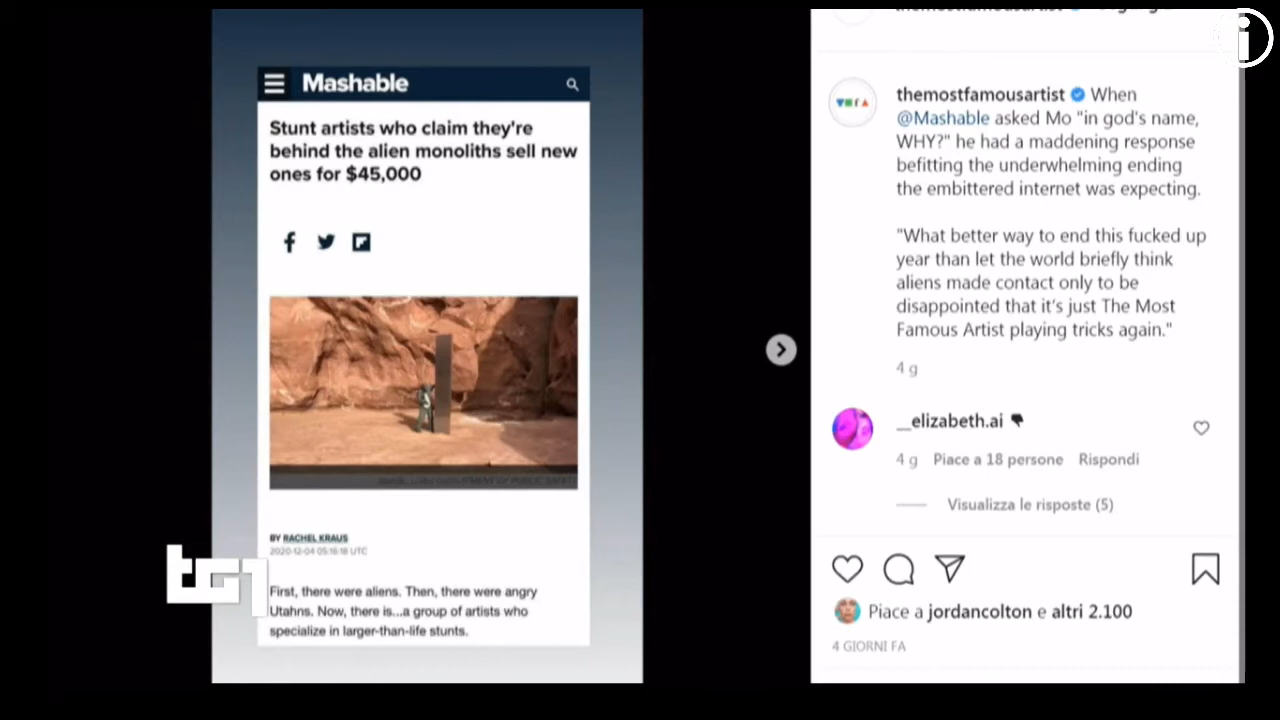 Mashable
Stunt artists who claim they're
behind the alien monoliths sell new
ones for $45,000
BY RACHEL KRAUS
2020-12-04 05:16:18 UTC
First, there were aliens. Then, there were angry
Utahns. Now, there is...a group of artists who
specialize in larger-than-life stunts.
tg1
i
themostfamousartist
themostfamousartist When
@Mashable asked Mo "in god's name,
WHY?" he had a maddening response
befitting the underwhelming ending
the embittered internet was expecting.
"What better way to end this fucked up
year than let the world briefly think
aliens made contact only to be
disappointed that it's just The Most
Famous Artist playing tricks again."
4 g
__elizabeth.ai
4 g Piace a 18 persone Rispondi
Visualizza le risposte (5)
Piace a jordancolton e altri 2.100
4 GIORNI FA